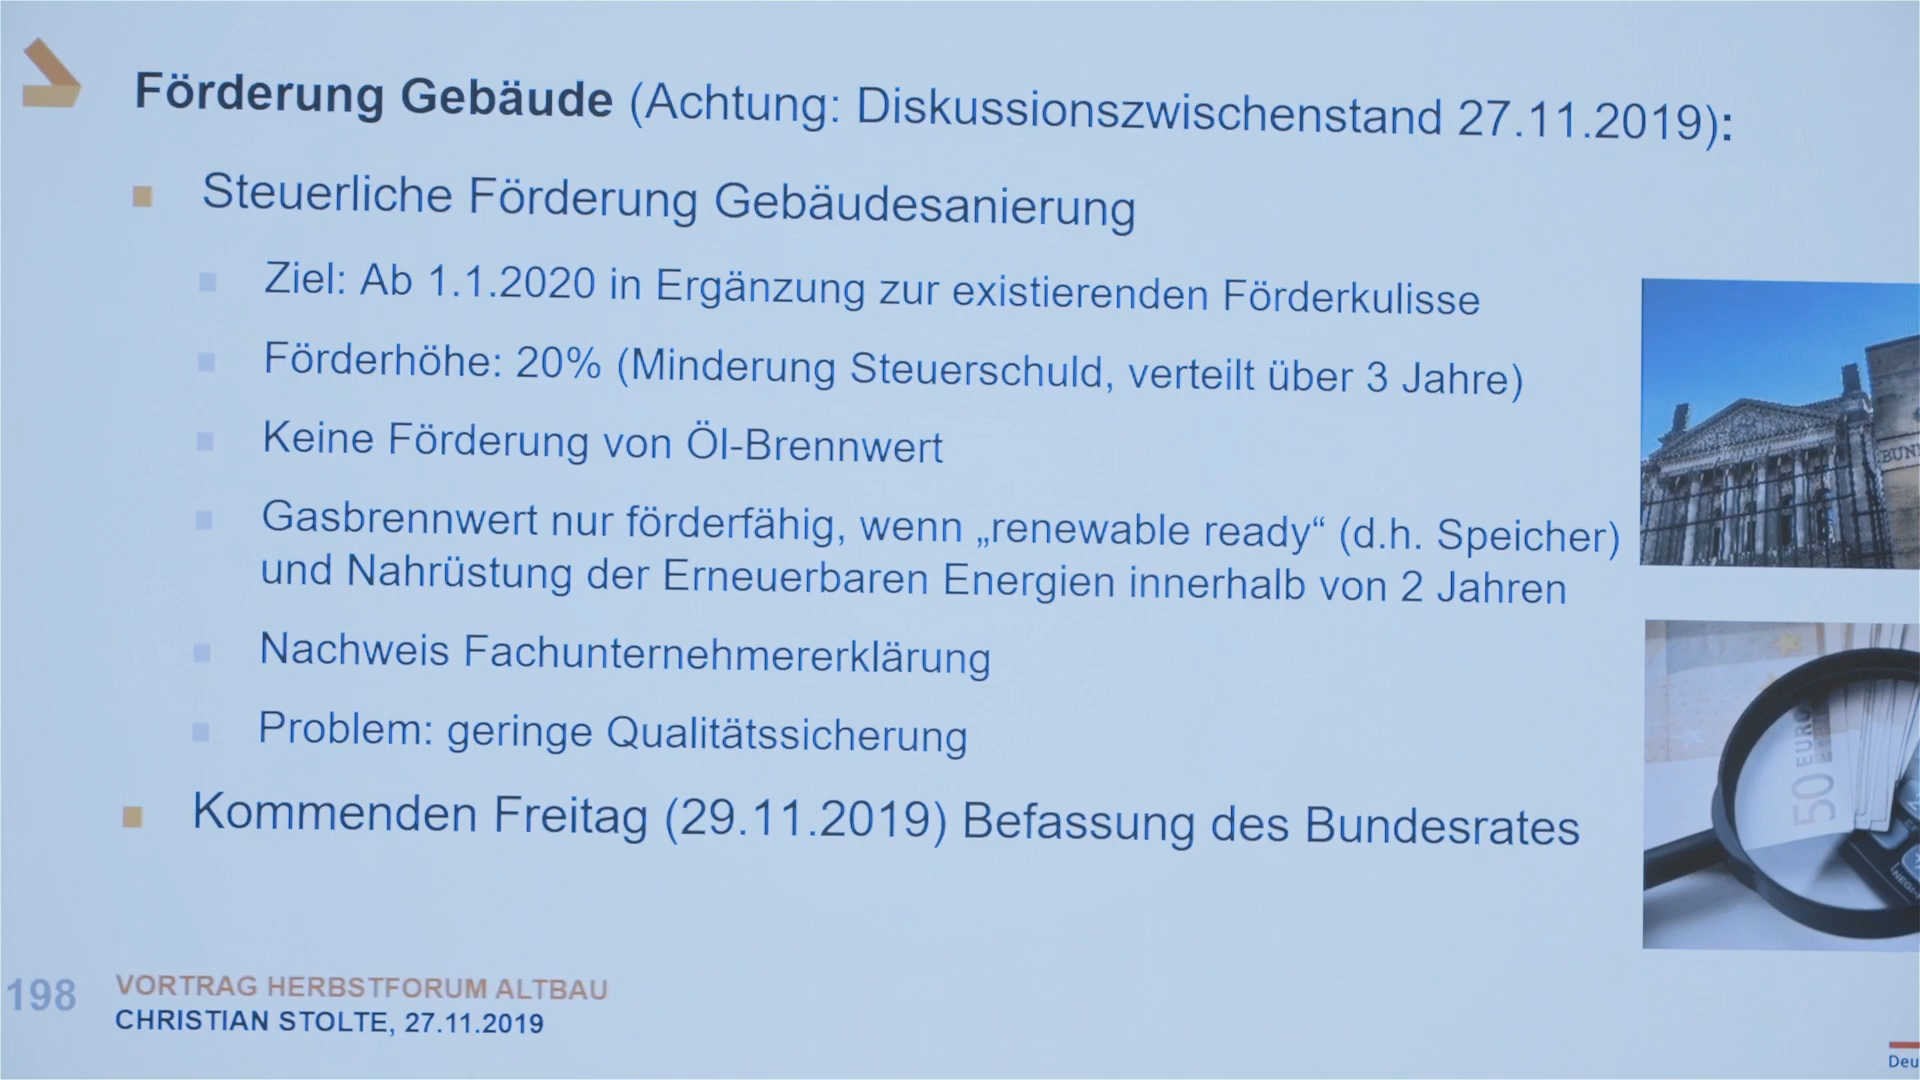 Förderung Gebäude (Achtung: Diskussionszwischenstand 27.11.2019):
Steuerliche Förderung Gebäudesanierung
Ziel: Ab 1.1.2020 in Ergänzung zur existierenden Förderkulisse
Förderhöhe: 20% (Minderung Steuerschuld, verteilt über 3 Jahre)
Keine Förderung von Öl-Brennwert
Gasbrennwert nur förderfähig, wenn „renewable ready“ (d.h. Speicher)
und Nahrüstung der Erneuerbaren Energien innerhalb von 2 Jahren
Nachweis Fachunternehmererklärung
Problem: geringe Qualitätssicherung
Kommenden Freitag (29.11.2019) Befassung des Bundesrates
BUN
50 EURO
198
VORTRAG HERBSTFORUM ALTBAU
CHRISTIAN STOLTE, 27.11.2019
Deu